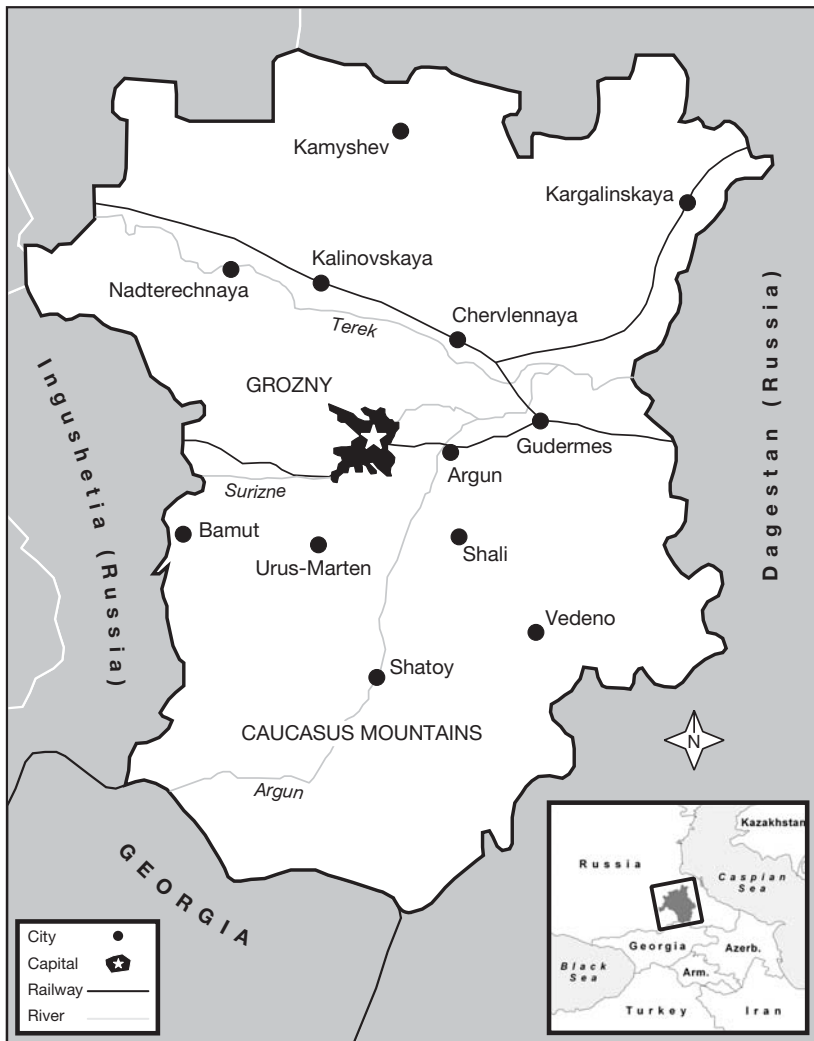 Kamyshev
Kargalinskaya
Kalinovskaya
Nadterechnaya
Chervlennaya
Terek
GROZNY
Gudermes
Argun
Surizne
Bamut
Urus-Marten
Shali
Vedeno
Shatoy
CAUCASUS MOUNTAINS
Argun
Ingushetia (Russia)
Dagestan (Russia)
GEORGIA
N
City
Capital
Railway
River
Kazakhstan
Russia
Caspian
Sea
Georgia
Azerb.
Black
Sea
Arm.
Turkey
Iran